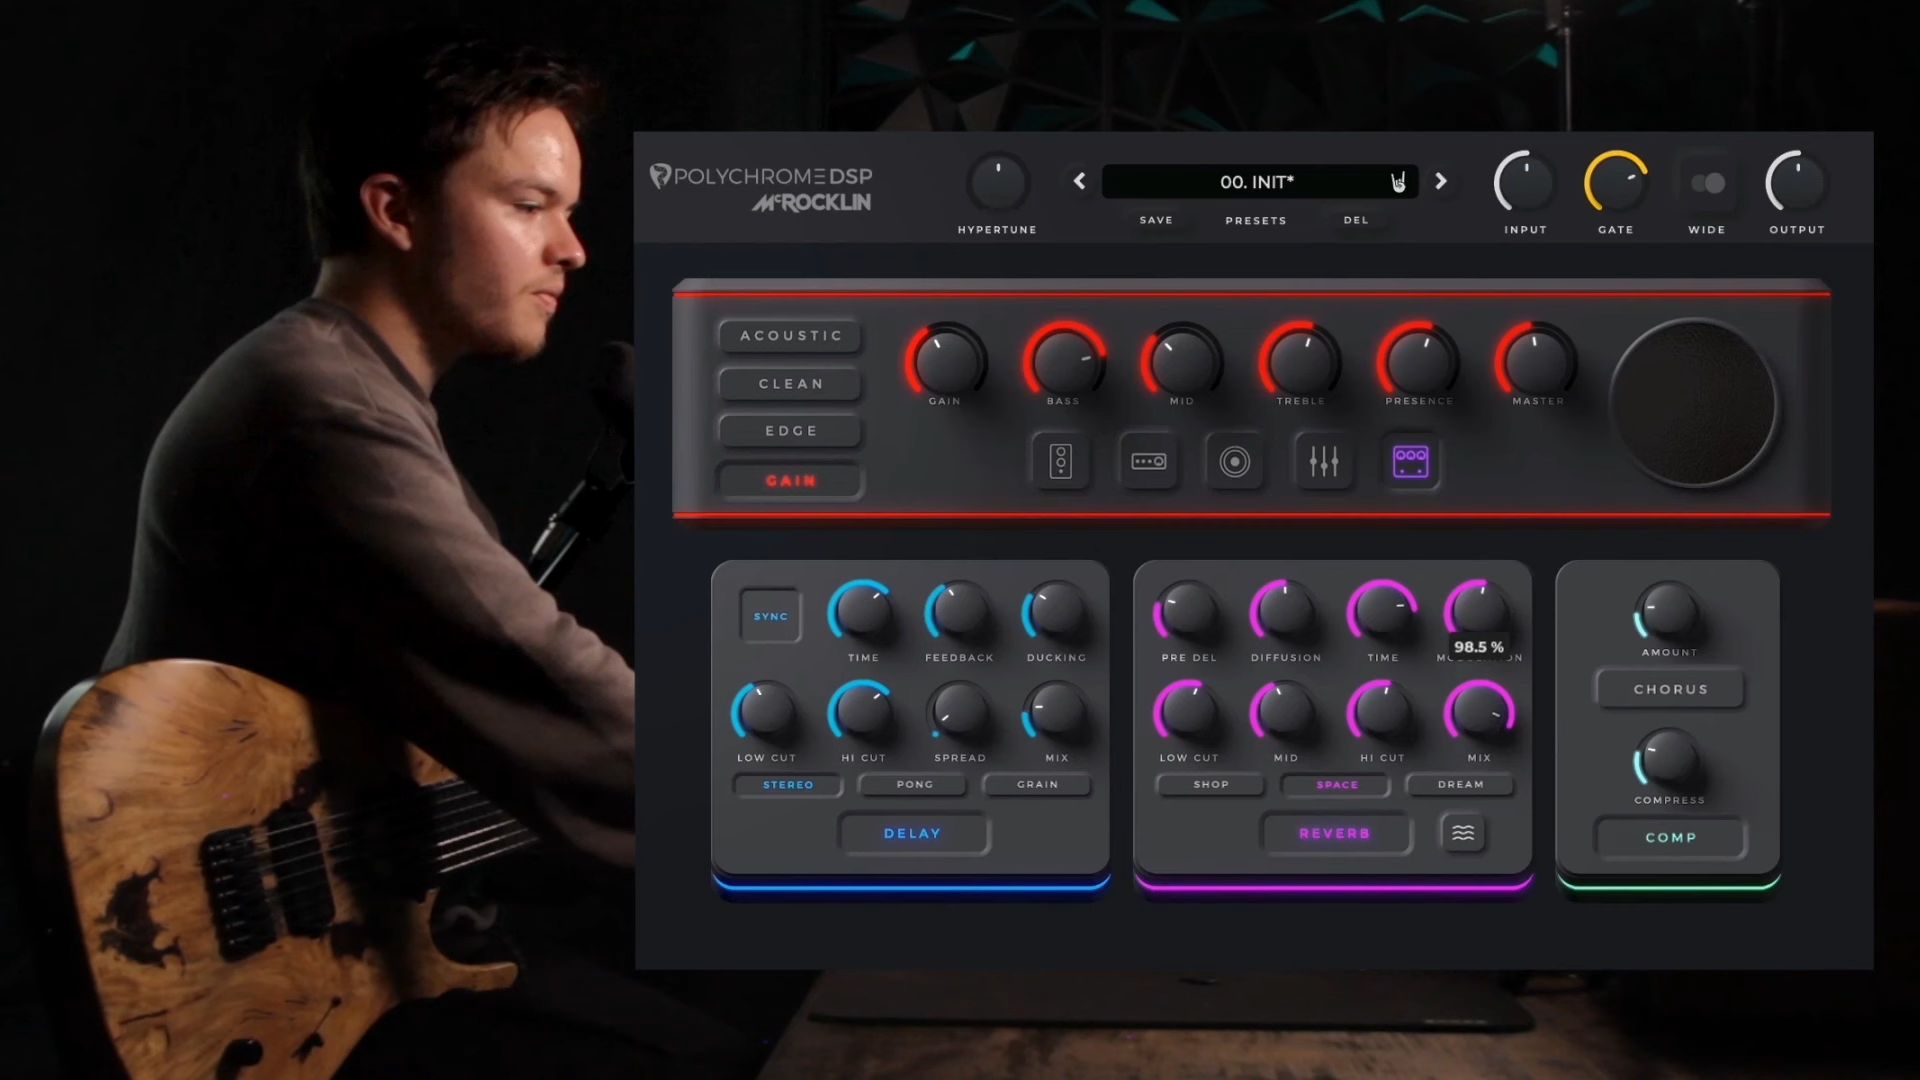 POLYCHROME DSP
McROCKLIN
HYPERTUNE
00. INIT*
SAVE
PRESETS
DEL
INPUT
GATE
WIDE
OUTPUT
ACOUSTIC
CLEAN
EDGE
GAIN
GAIN
BASS
MID
TREBLE
PRESENCE
MASTER
SYNC
TIME
FEEDBACK
DUCKING
LOW CUT
HI CUT
SPREAD
MIX
STEREO
PONG
GRAIN
DELAY
PRE DEL
DIFFUSION
TIME
98.5 %
LOW CUT
MID
HI CUT
MIX
SHOP
SPACE
DREAM
REVERB
AMOUNT
CHORUS
COMPRESS
COMP